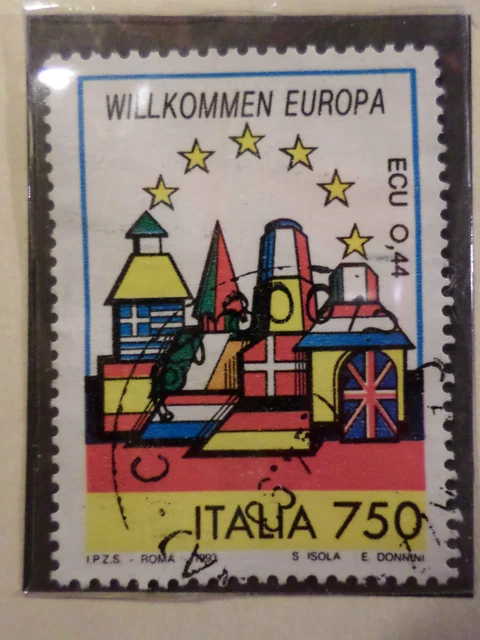 WILLKOMMEN EUROPA
ECU 0,44
ITALIA 750
I.P.Z.S. - ROMA 1993 S ISOLA E. DONNINI